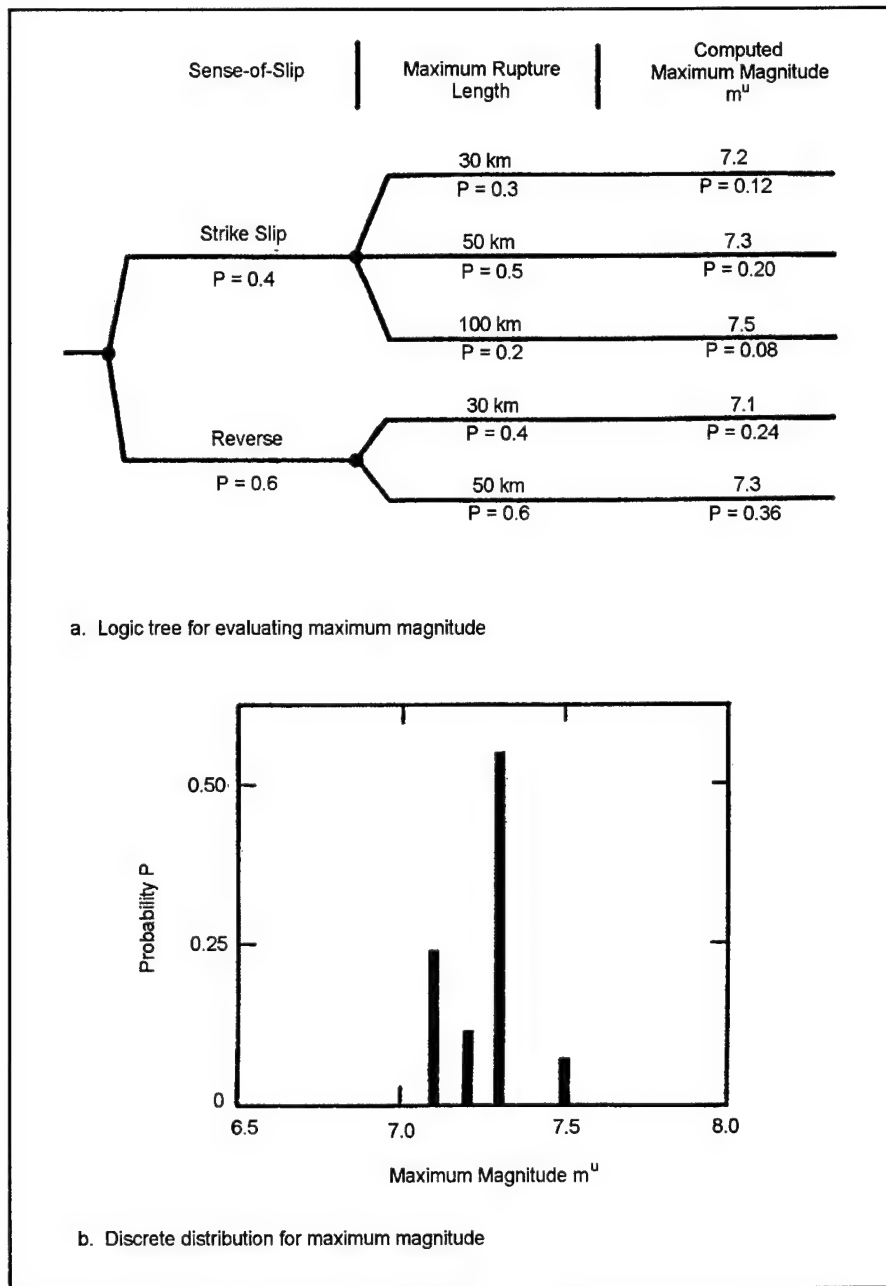 Sense-of-Slip
Maximum Rupture
Length
Computed
Maximum Magnitude
mᵘ
30 km
P = 0.3
7.2
P = 0.12
Strike Slip
P = 0.4
50 km
P = 0.5
7.3
P = 0.20
100 km
P = 0.2
7.5
P = 0.08
30 km
P = 0.4
7.1
P = 0.24
Reverse
P = 0.6
50 km
P = 0.6
7.3
P = 0.36
a. Logic tree for evaluating maximum magnitude
0.50
0.25
0
Probability P
6.5
7.0
7.5
8.0
Maximum Magnitude mᵘ
b. Discrete distribution for maximum magnitude